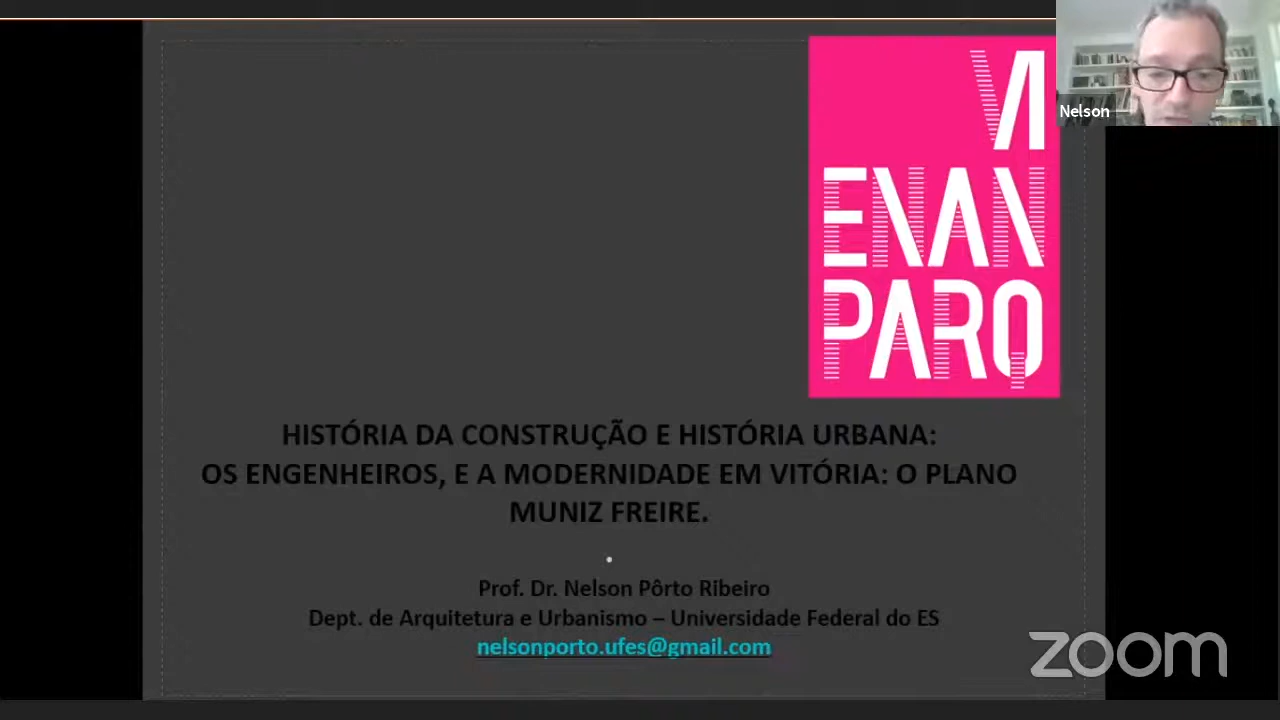 VI
ENAN
PARQ
Nelson
HISTÓRIA DA CONSTRUÇÃO E HISTÓRIA URBANA:
OS ENGENHEIROS, E A MODERNIDADE EM VITÓRIA: O PLANO
MUNIZ FREIRE.
Prof. Dr. Nelson Pôrto Ribeiro
Dept. de Arquitetura e Urbanismo – Universidade Federal do ES
nelsonporto.ufes@gmail.com
zoom